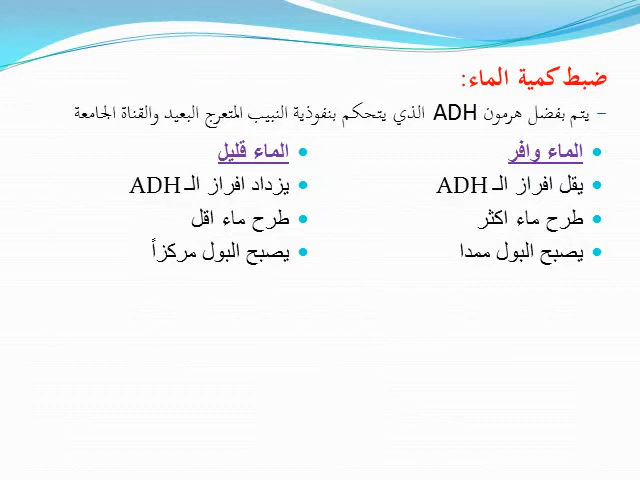 ضبط كمية الماء:
– يتم بفضل هرمون ADH الذي يتحكم بنفوذية النبيب المتعرج البعيد والقناة الجامعة
• الماء وافر
• يقل افراز الـ ADH
• طرح ماء اكثر
• يصبح البول ممدا
• الماء قليل
• يزداد افراز الـ ADH
• طرح ماء اقل
• يصبح البول مركزاً